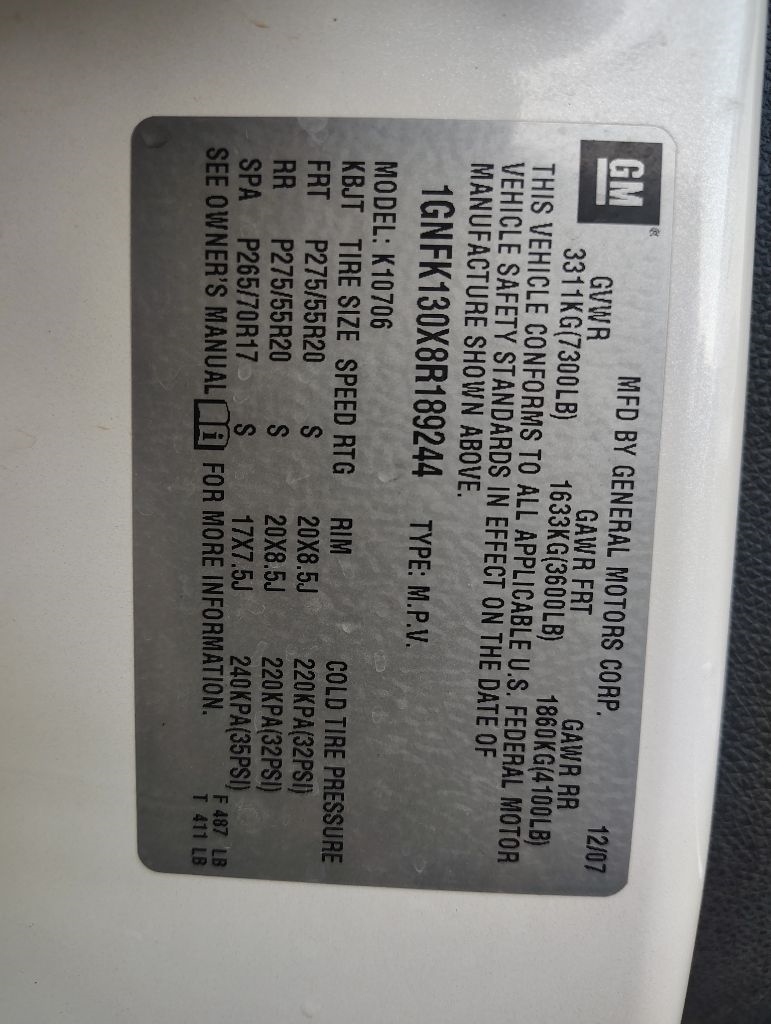 GM®
MFD BY GENERAL MOTORS CORP. 12/07
GVWR GAWR FRT GAWR RR
3311KG(7300LB) 1633KG(3600LB) 1860KG(4100LB)
THIS VEHICLE CONFORMS TO ALL APPLICABLE U.S. FEDERAL MOTOR
VEHICLE SAFETY STANDARDS IN EFFECT ON THE DATE OF
MANUFACTURE SHOWN ABOVE.
1GNFK130X8R189244 TYPE: M.P.V.
MODEL: K10706
KBJT TIRE SIZE SPEED RTG RIM COLD TIRE PRESSURE
FRT P275/55R20 S 20X8.5J 220KPA(32PSI)
RR P275/55R20 S 20X8.5J 220KPA(32PSI)
SPA P265/70R17 S 17X7.5J 240KPA(35PSI)
SEE OWNER'S MANUAL i FOR MORE INFORMATION.
F 487 LB
T 411 LB